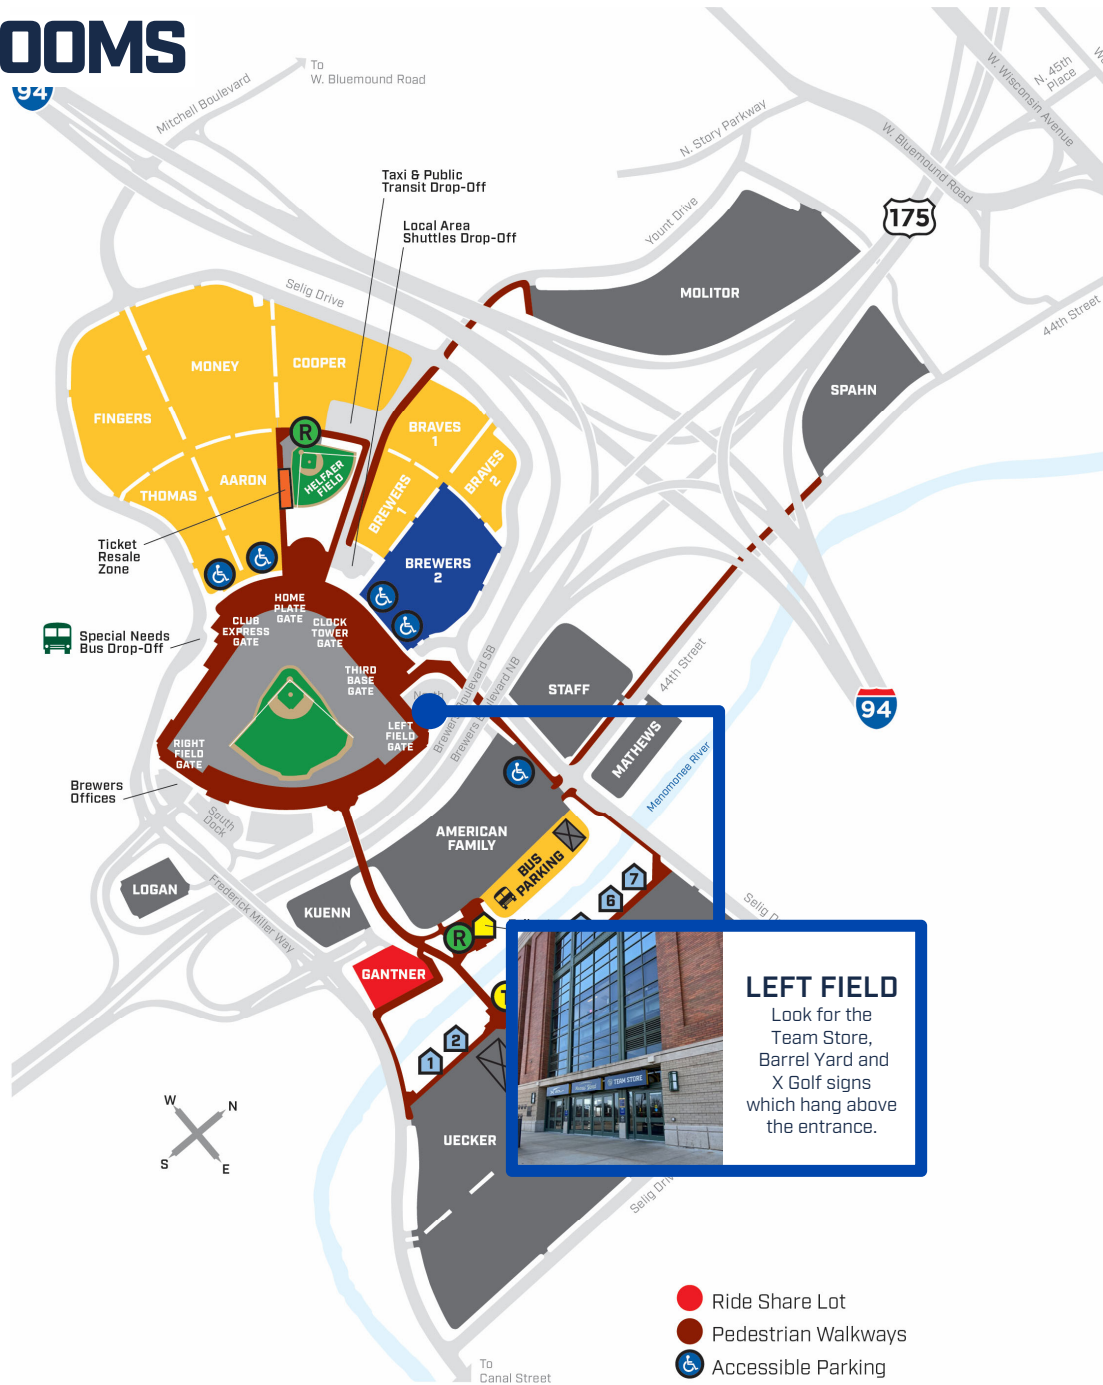 OOMS
94
Mitchell Boulevard
To
W. Bluemound Road
N. 45th
Place
W. Wisconsin Avenue
N. Story Parkway
W. Bluemound Road
Taxi & Public
Transit Drop-Off
175
Yount Drive
Local Area
Shuttles Drop-Off
Selig Drive
MOLITOR
44th Street
MONEY
COOPER
SPAHN
FINGERS
BRAVES
1
R
BRAVES
2
HELFAER
FIELD
AARON
THOMAS
BREWERS
1
Ticket
Resale
Zone
BREWERS
2
HOME
PLATE
GATE
CLUB
EXPRESS
GATE
CLOCK
TOWER
GATE
Special Needs
Bus Drop-Off
THIRD
BASE
GATE
44th Street
STAFF
94
LEFT
FIELD
GATE
Brewers Boulevard NB
RIGHT
FIELD
GATE
MATHEWS
Menomonee River
Brewers
Offices
South
Dock
AMERICAN
FAMILY
BUS
PARKING
7
6
LOGAN
KUENN
Frederick Miller Way
R
GANTNER
2
1
UECKER
TEAM STORE
LEFT FIELD
Look for the
Team Store,
Barrel Yard and
X Golf signs
which hang above
the entrance.
W
N
S
E
Ride Share Lot
Pedestrian Walkways
Accessible Parking
To
Canal Street